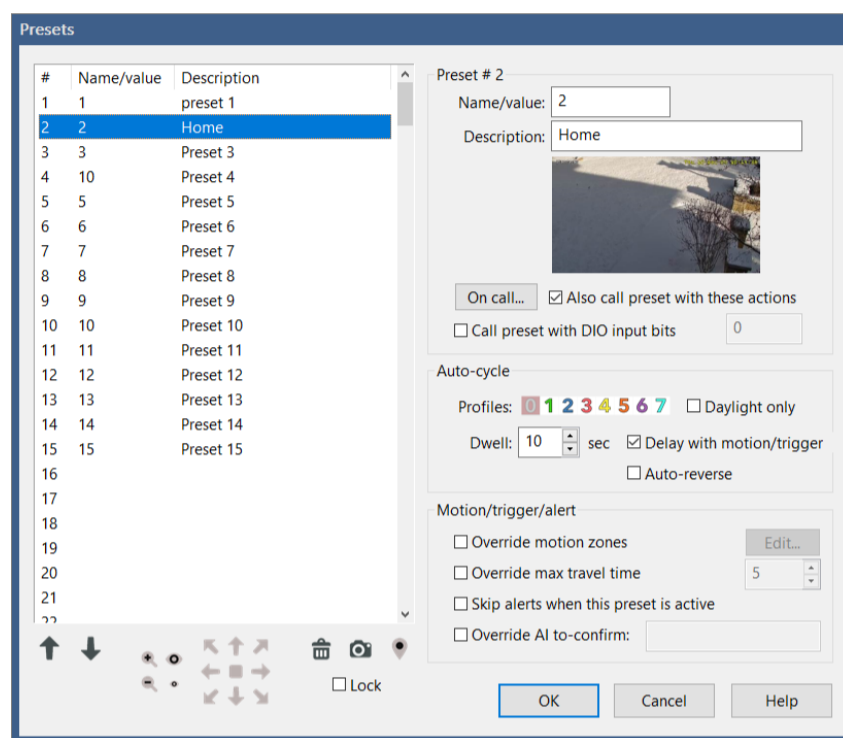 Presets
# Name/value Description
1 1 preset 1
2 2 Home
3 3 Preset 3
4 10 Preset 4
5 5 Preset 5
6 6 Preset 6
7 7 Preset 7
8 8 Preset 8
9 9 Preset 9
10 10 Preset 10
11 11 Preset 11
12 12 Preset 12
13 13 Preset 13
14 14 Preset 14
15 15 Preset 15
16
17
18
19
20
21
22
Lock
Preset # 2
Name/value: 2
Description: Home
On call... Also call preset with these actions
Call preset with DIO input bits 0
Auto-cycle
Profiles: 0 1 2 3 4 5 6 7 Daylight only
Dwell: 10 sec Delay with motion/trigger
Auto-reverse
Motion/trigger/alert
Override motion zones Edit...
Override max travel time 5
Skip alerts when this preset is active
Override AI to-confirm:
OK Cancel Help